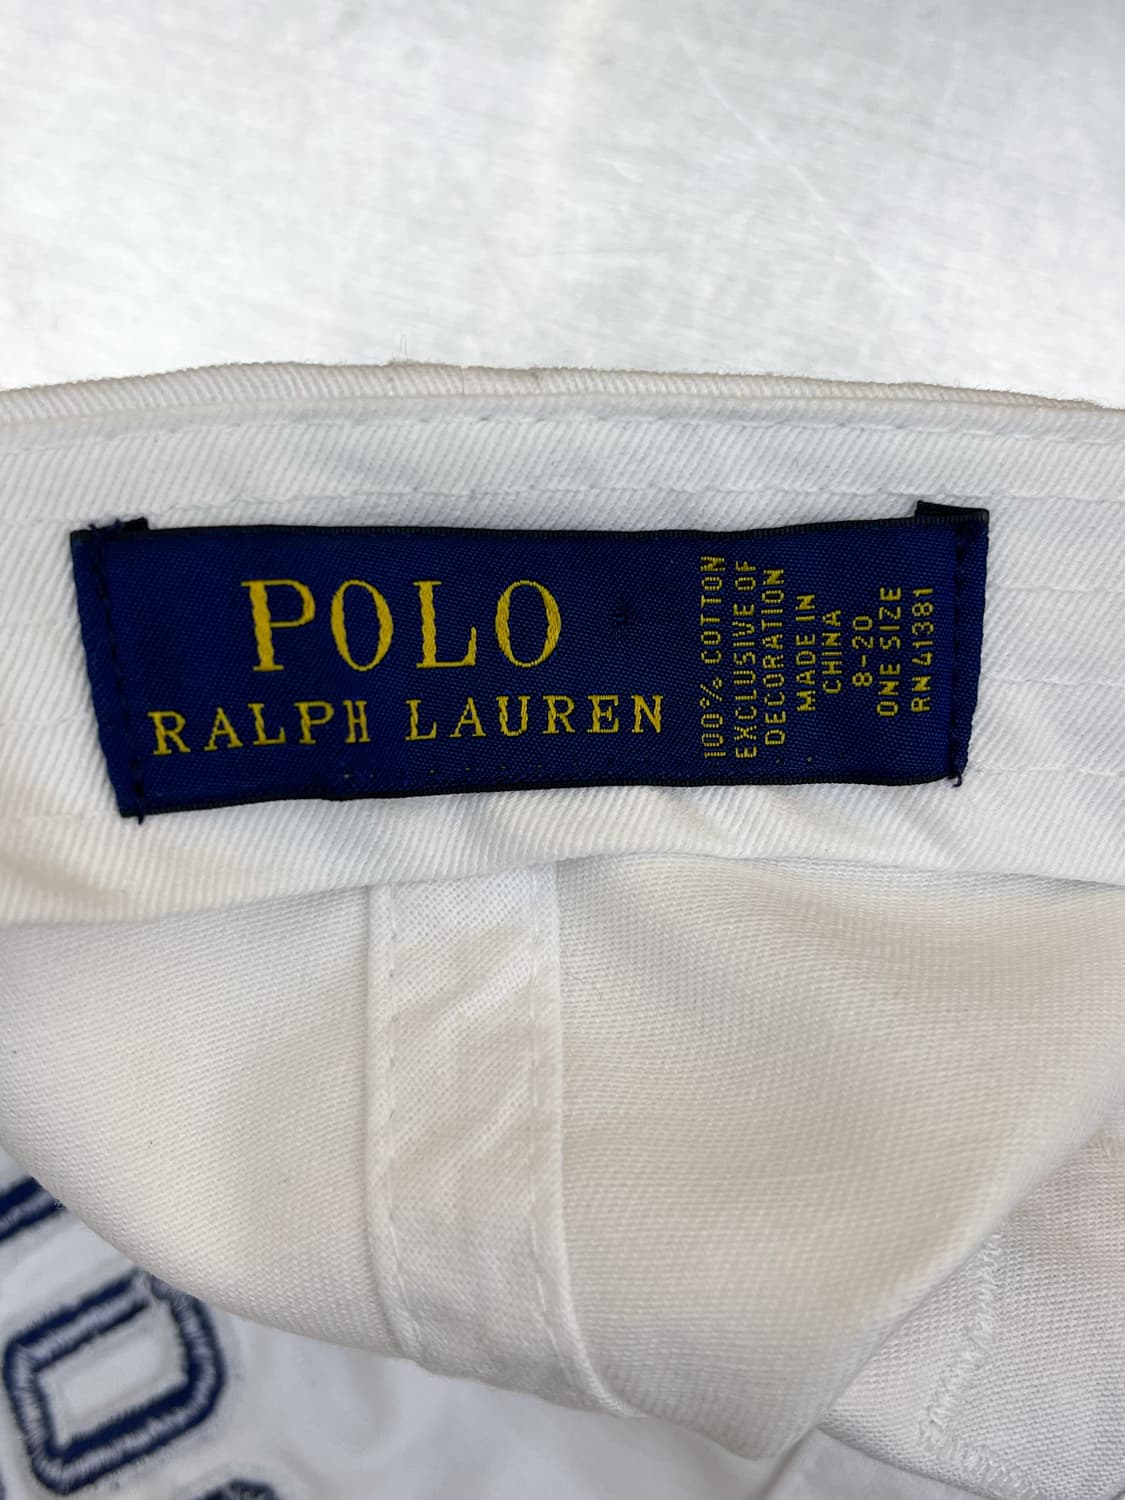 POLO
RALPH LAUREN
100% COTTON
EXCLUSIVE OF
DECORATION
MADE IN
CHINA
8-20
ONE SIZE
RN 41381